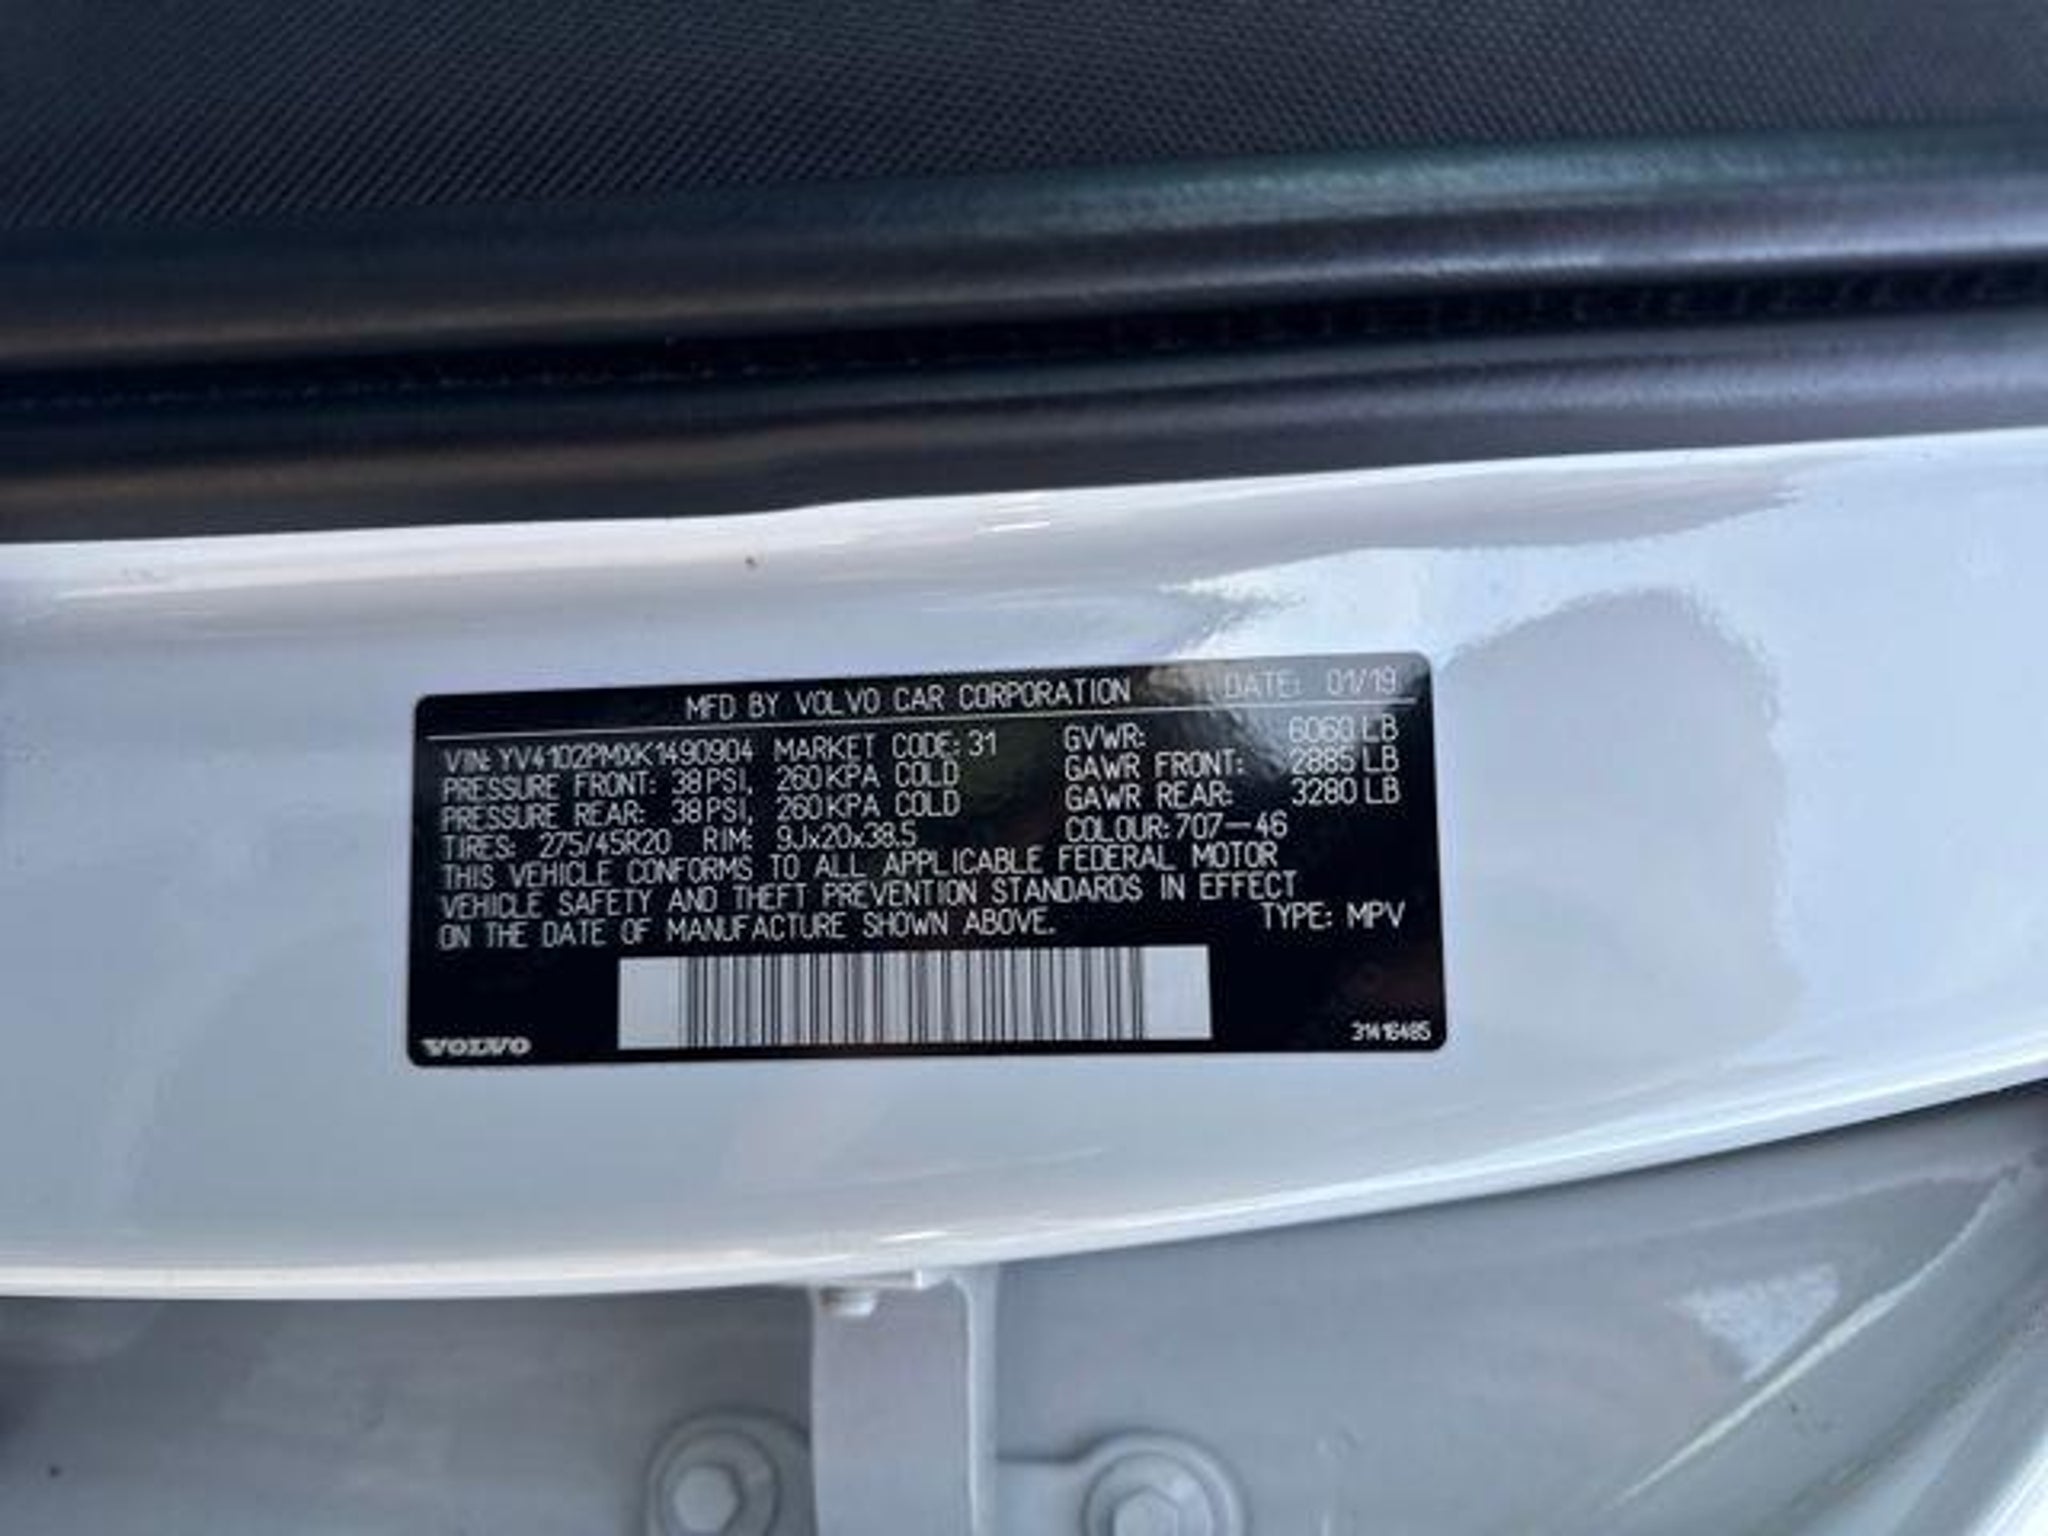 MFD BY VOLVO CAR CORPORATION DATE: 01/19
VIN: YV4102PMXK1490904 MARKET CODE: 31 GVWR: 6060 LB
PRESSURE FRONT: 38 PSI, 260 KPA COLD GAWR FRONT: 2885 LB
PRESSURE REAR: 38 PSI, 260 KPA COLD GAWR REAR: 3280 LB
TIRES: 275/45R20 RIM: 9Jx20x38.5 COLOUR: 707-46
THIS VEHICLE CONFORMS TO ALL APPLICABLE FEDERAL MOTOR
VEHICLE SAFETY AND THEFT PREVENTION STANDARDS IN EFFECT
ON THE DATE OF MANUFACTURE SHOWN ABOVE. TYPE: MPV
VOLVO 31416485